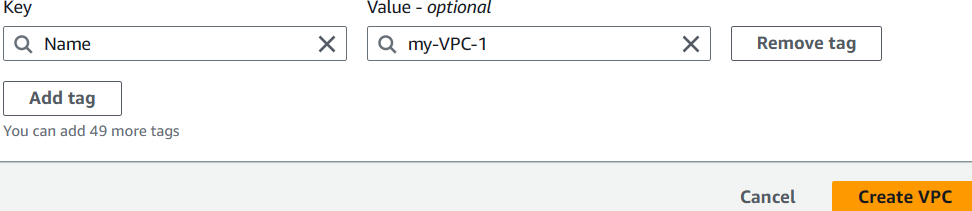 Key Value - optional
Name my-VPC-1 Remove tag
Add tag
You can add 49 more tags
Cancel Create VPC